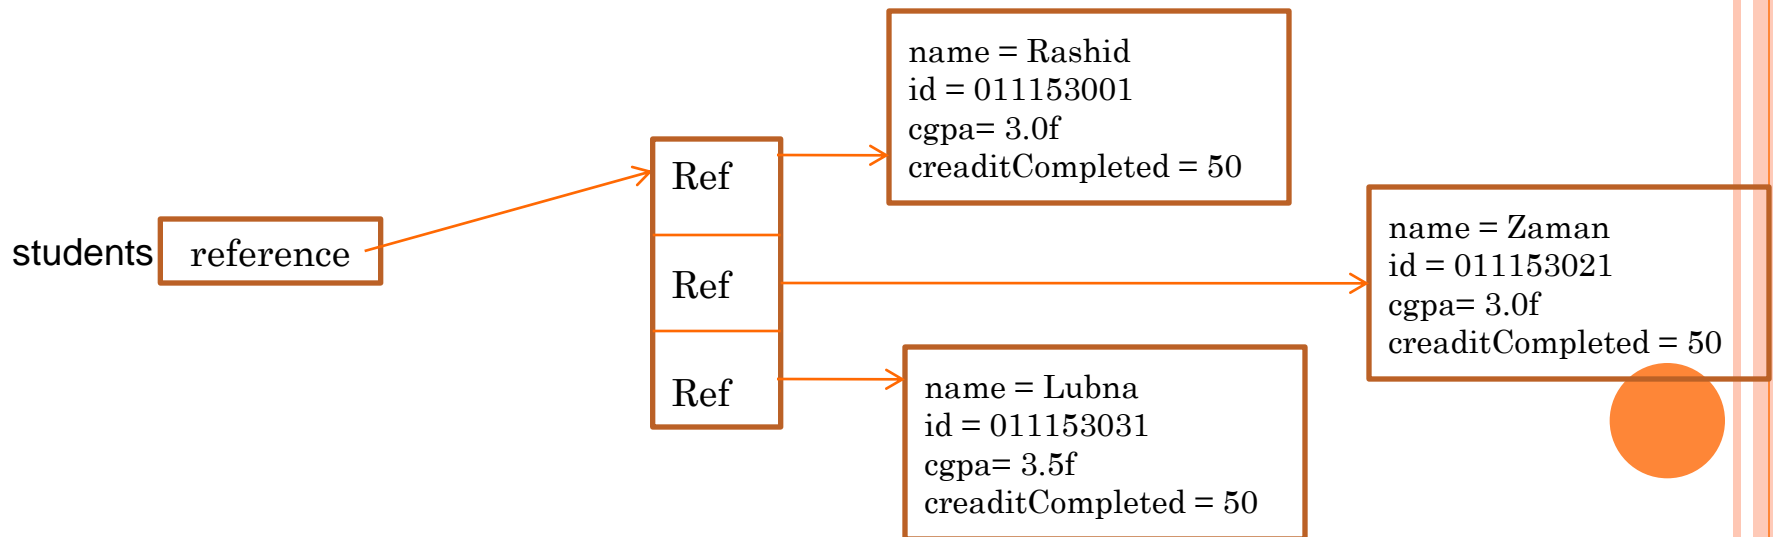 students
reference
Ref
Ref
Ref
name = Rashid
id = 011153001
cgpa= 3.0f
creaditCompleted = 50
name = Zaman
id = 011153021
cgpa= 3.0f
creaditCompleted = 50
name = Lubna
id = 011153031
cgpa= 3.5f
creaditCompleted = 50